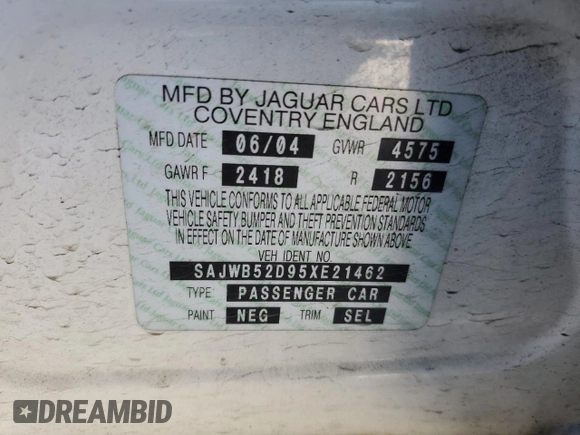 MFD BY JAGUAR CARS LTD
COVENTRY ENGLAND
MFD DATE 06/04 GVWR 4575
GAWR F 2418 R 2156
THIS VEHICLE CONFORMS TO ALL APPLICABLE FEDERAL MOTOR
VEHICLE SAFETY BUMPER AND THEFT PREVENTION STANDARDS
IN EFFECT ON THE DATE OF MANUFACTURE SHOWN ABOVE.
VEH IDENT NO.
SAJWB52D95XE21462
TYPE PASSENGER CAR
PAINT NEG TRIM SEL
DREAMBID